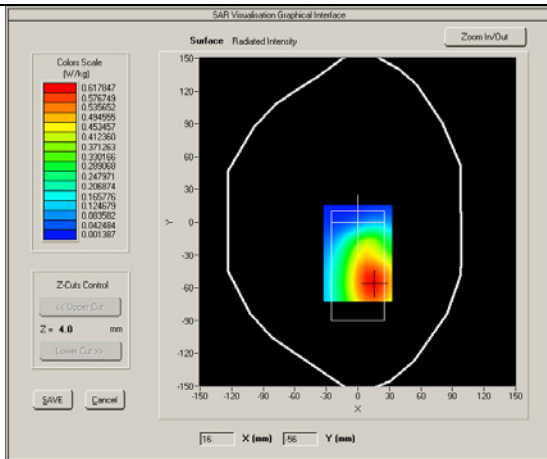 SAR Visualisation Graphical Interface
Surface Radiated Intensity
Zoom In/Out
Colors Scale
(W/kg)
0.617847
0.576749
0.535652
0.494555
0.453457
0.412360
0.371263
0.330166
0.289068
0.247971
0.206874
0.165776
0.124679
0.083582
0.042484
0.001387
Z-Cuts Control
<< Upper Cut
Z = 4.0 mm
Lower Cut >>
SAVE Cancel
150
120
90
60
30
0
-30
-60
-90
-120
-150
Y
-150 -120 -90 -60 -30 0 30 60 90 120 150
X
16 X (mm) -56 Y (mm)